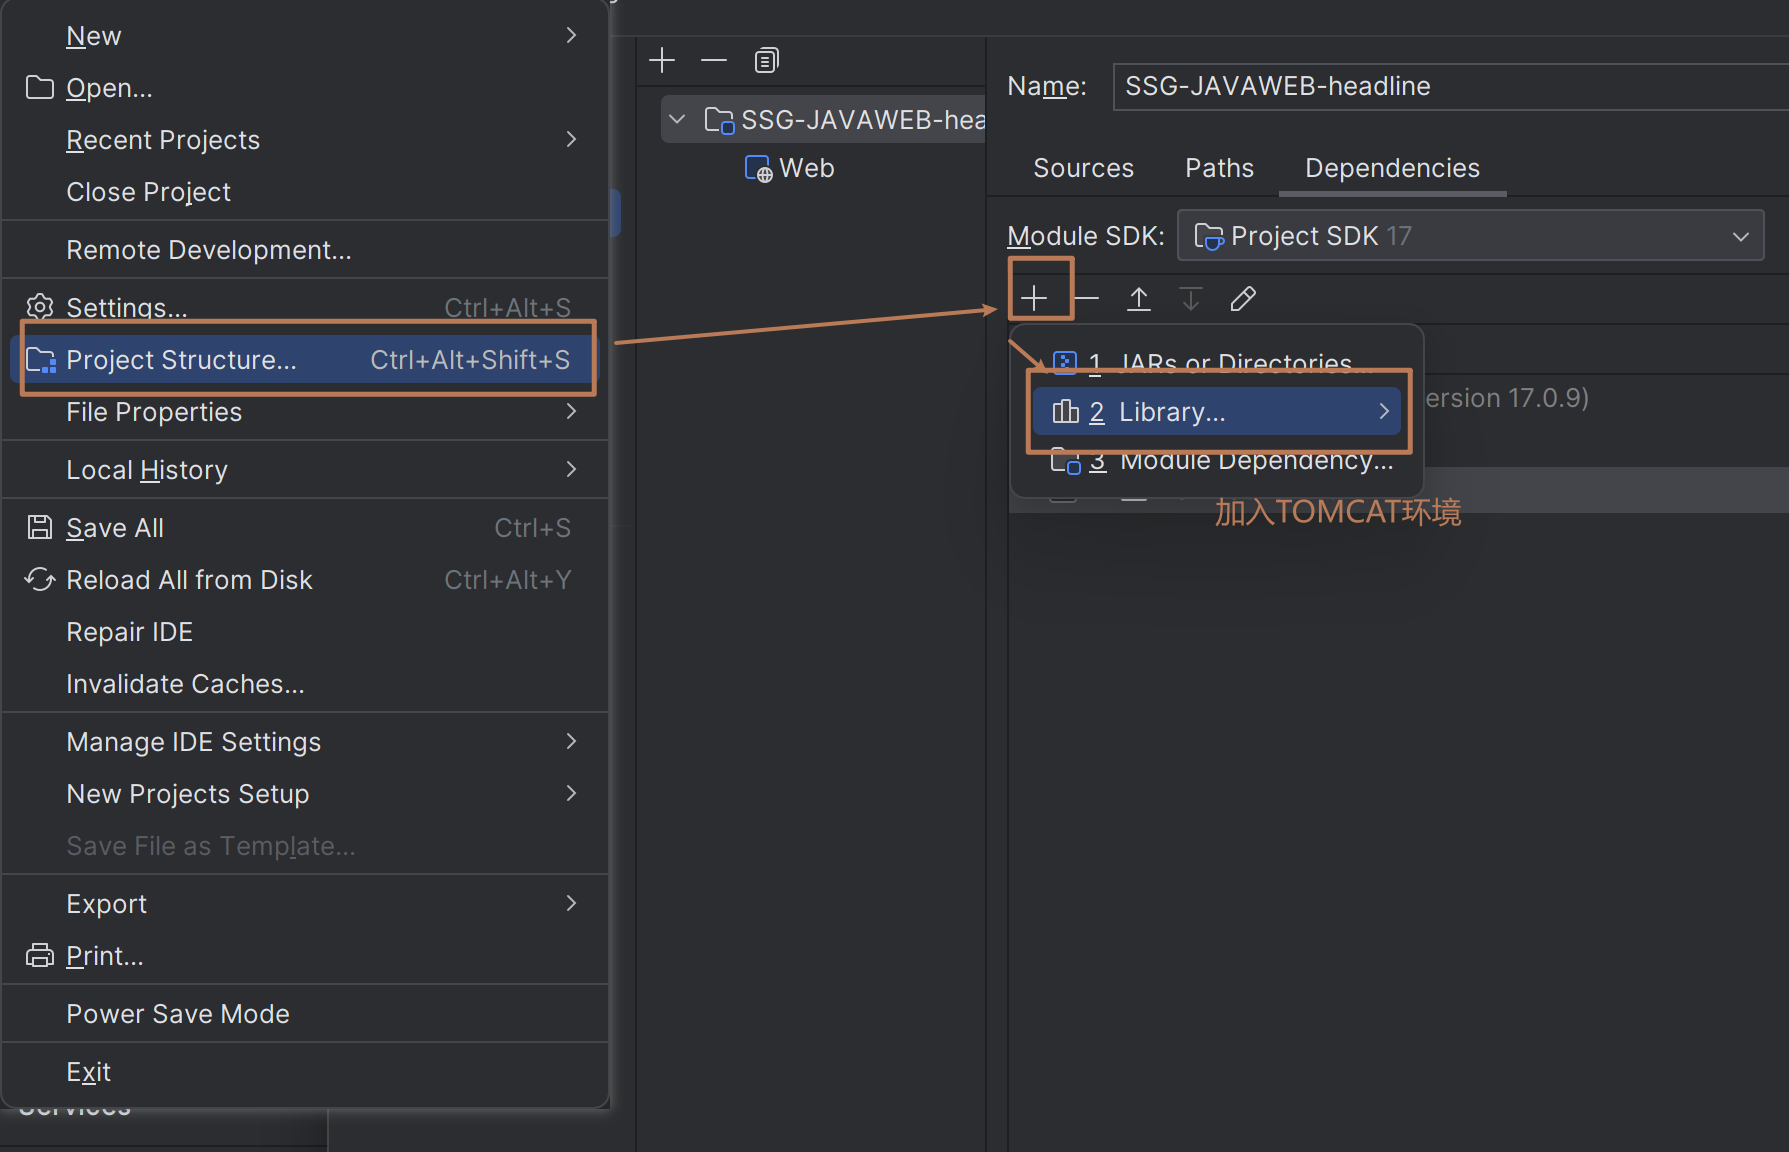 New
Open...
Recent Projects
Close Project
Remote Development...
Settings... Ctrl+Alt+S
Project Structure... Ctrl+Alt+Shift+S
File Properties
Local History
Save All Ctrl+S
Reload All from Disk Ctrl+Alt+Y
Repair IDE
Invalidate Caches...
Manage IDE Settings
New Projects Setup
Save File as Template...
Export
Print...
Power Save Mode
Exit
Services
SSG-JAVAWEB-hea
Web
Name: SSG-JAVAWEB-headline
Sources Paths Dependencies
Module SDK: Project SDK 17
1 JARs or Directories...
2 Library...
ersion 17.0.9)
3 Module Dependency...
加入TOMCAT环境